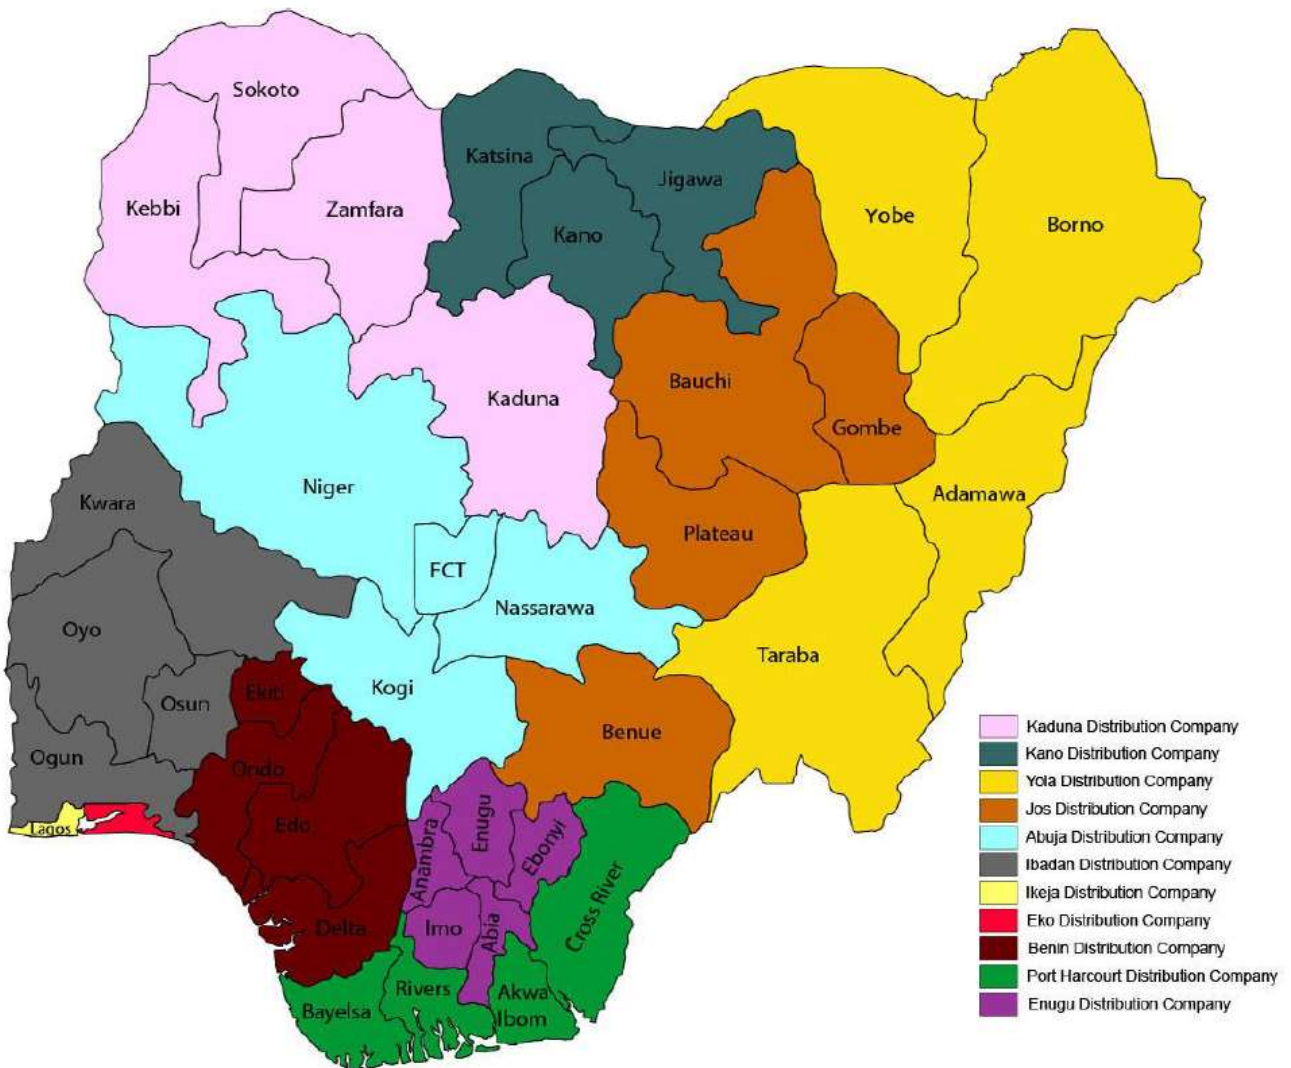 Sokoto
Katsina
Jigawa
Kebbi
Zamfara
Kano
Yobe
Borno
Bauchi
Kaduna
Gombe
Niger
Adamawa
Kwara
Plateau
FCT
Nassarawa
Oyo
Taraba
Kogi
Ekiti
Osun
Benue
Ogun
Ondo
Lagos
Edo
Enugu
Anambra
Ebonyi
Cross River
Delta
Imo
Abia
Rivers
Akwa
Ibom
Bayelsa
Kaduna Distribution Company
Kano Distribution Company
Yola Distribution Company
Jos Distribution Company
Abuja Distribution Company
Ibadan Distribution Company
Ikeja Distribution Company
Eko Distribution Company
Benin Distribution Company
Port Harcourt Distribution Company
Enugu Distribution Company